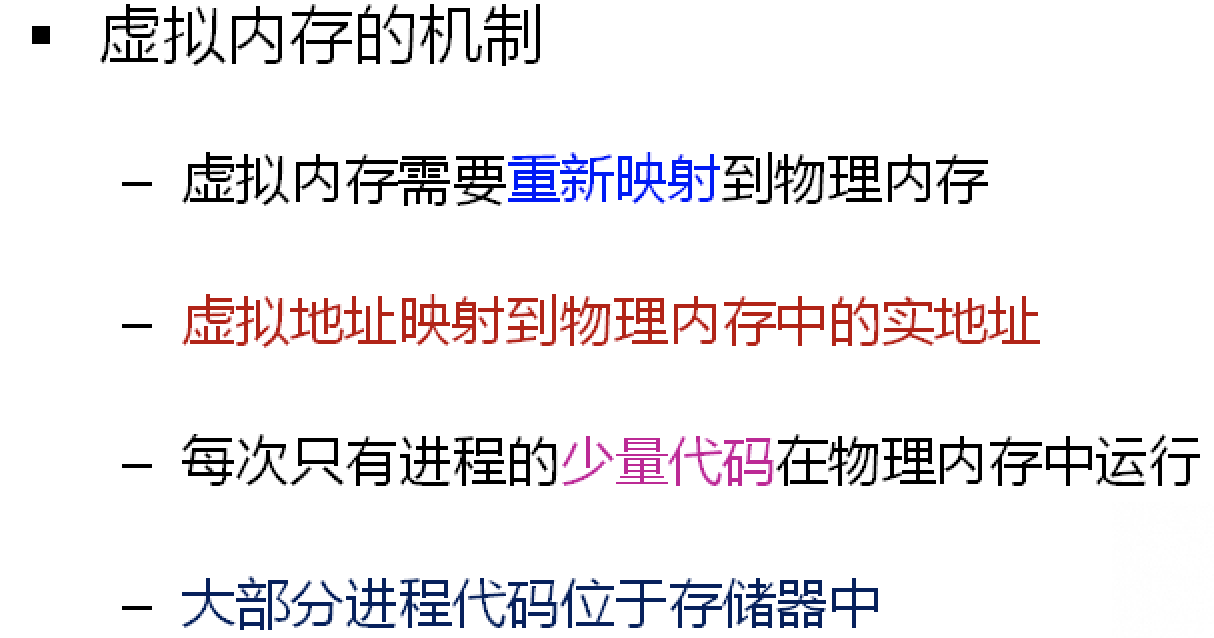 ▪ 虚拟内存的机制
– 虚拟内存需要重新映射到物理内存
– 虚拟地址映射到物理内存中的实地址
– 每次只有进程的少量代码在物理内存中运行
– 大部分进程代码位于存储器中